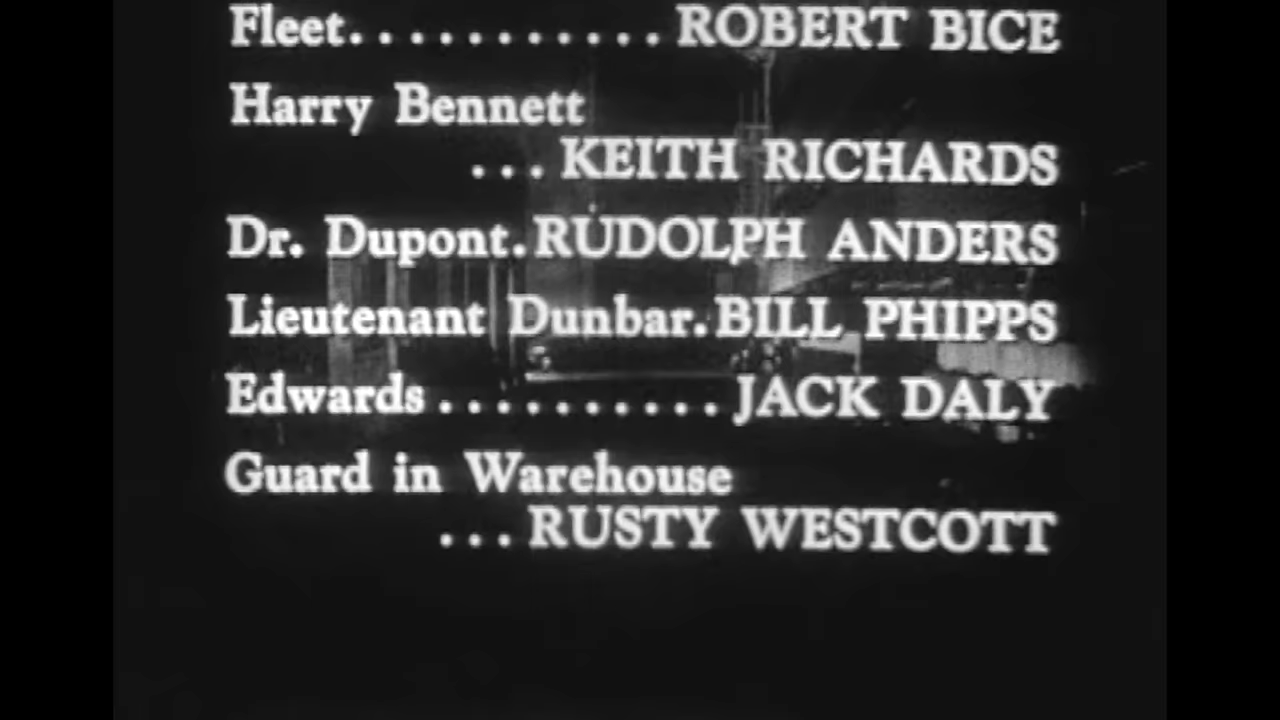 Fleet............ROBERT BICE
Harry Bennett
...KEITH RICHARDS
Dr. Dupont.RUDOLPH ANDERS
Lieutenant Dunbar.BILL PHIPPS
Edwards..........JACK DALY
Guard in Warehouse
...RUSTY WESTCOTT